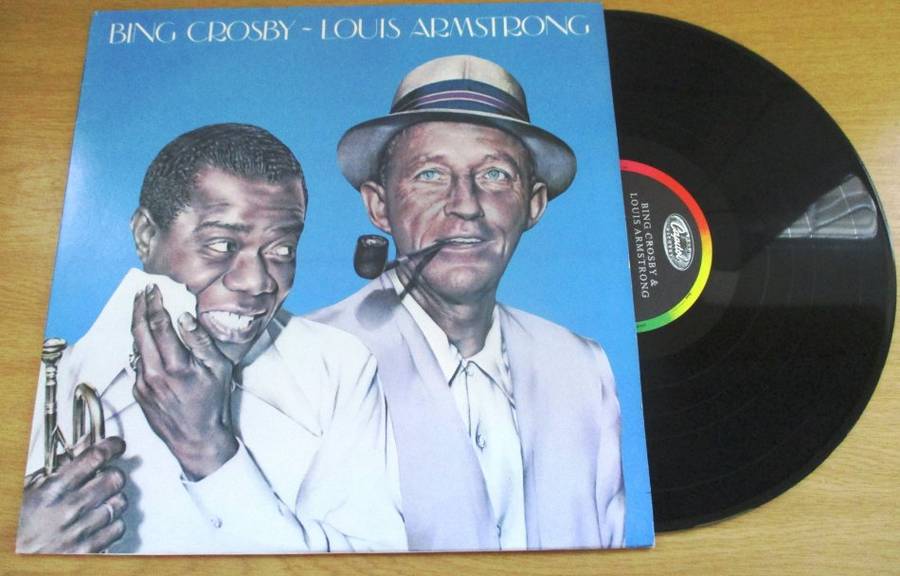 BING CROSBY ~ LOUIS ARMSTRONG
BING CROSBY &
LOUIS ARMSTRONG
Capitol